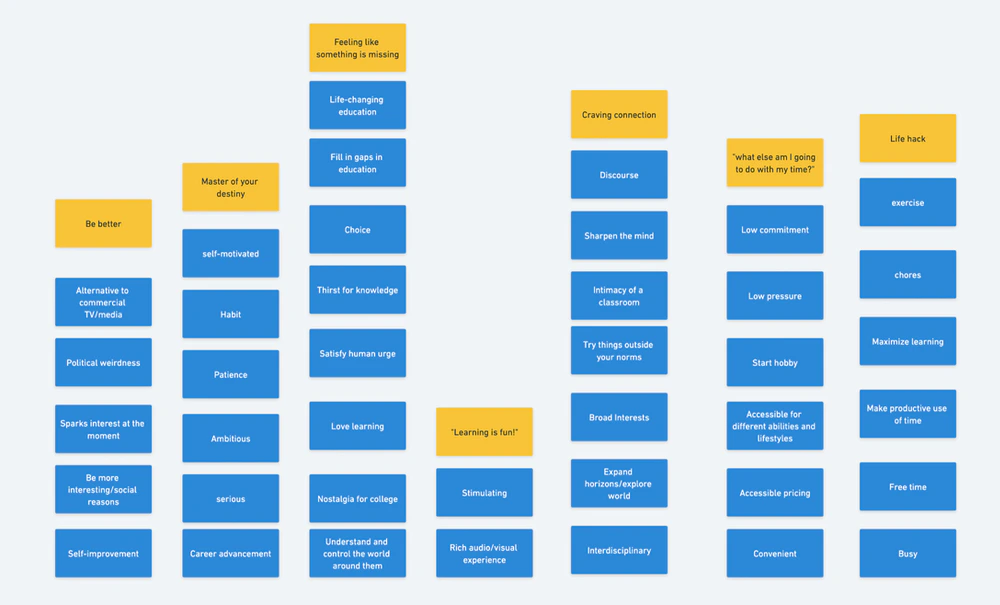 Be better
Alternative to
commercial
TV/media
Political weirdness
Sparks interest at the
moment
Be more
interesting/social
reasons
Self-improvement
Master of your
destiny
self-motivated
Habit
Patience
Ambitious
serious
Career advancement
Feeling like
something is missing
Life-changing
education
Fill in gaps in
education
Choice
Thirst for knowledge
Satisfy human urge
Love learning
Nostalgia for college
Understand and
control the world
around them
"Learning is fun!"
Stimulating
Rich audio/visual
experience
Craving connection
Discourse
Sharpen the mind
Intimacy of a
classroom
Try things outside
your norms
Broad Interests
Expand
horizons/explore
world
Interdisciplinary
"what else am I going
to do with my time?"
Low commitment
Low pressure
Start hobby
Accessible for
different abilities and
lifestyles
Accessible pricing
Convenient
Life hack
exercise
chores
Maximize learning
Make productive use
of time
Free time
Busy